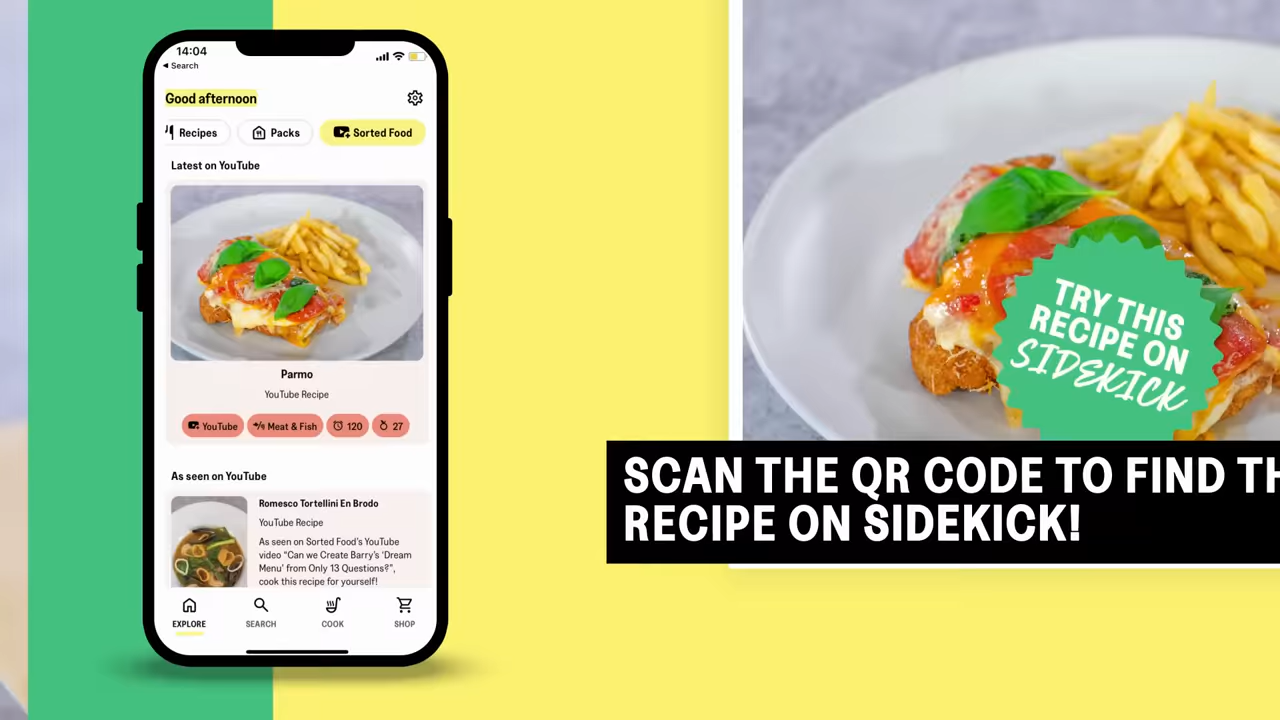 14:04
Search
Good afternoon
Recipes
Packs
Sorted Food
Latest on YouTube
Parmo
YouTube Recipe
YouTube
Meat & Fish
120
27
As seen on YouTube
Romesco Tortellini En Brodo
YouTube Recipe
As seen on Sorted Food's YouTube
video "Can we Create Barry's 'Dream
Menu' from Only 13 Questions?",
cook this recipe for yourself!
EXPLORE
SEARCH
COOK
SHOP
TRY THIS
RECIPE ON
SIDEKICK
SCAN THE QR CODE TO FIND TH
RECIPE ON SIDEKICK!